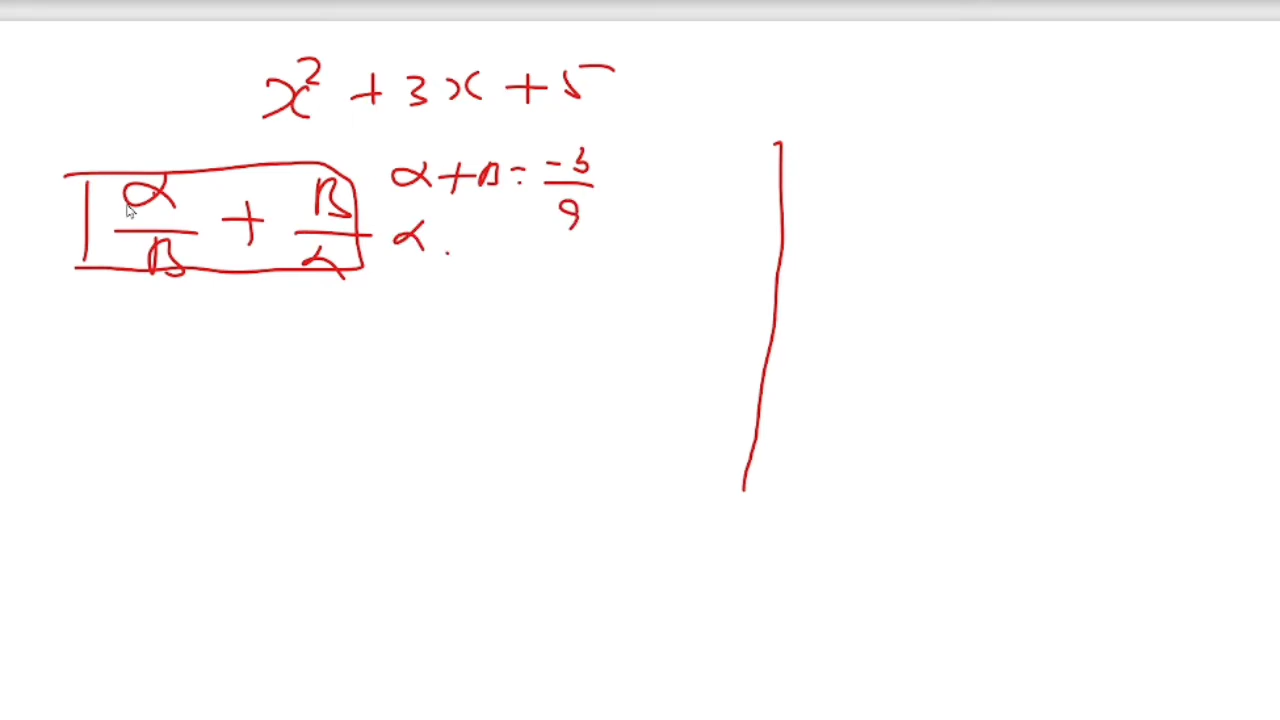 x² + 3x + 5
α/β + β/α
α + β = -3/9
α .